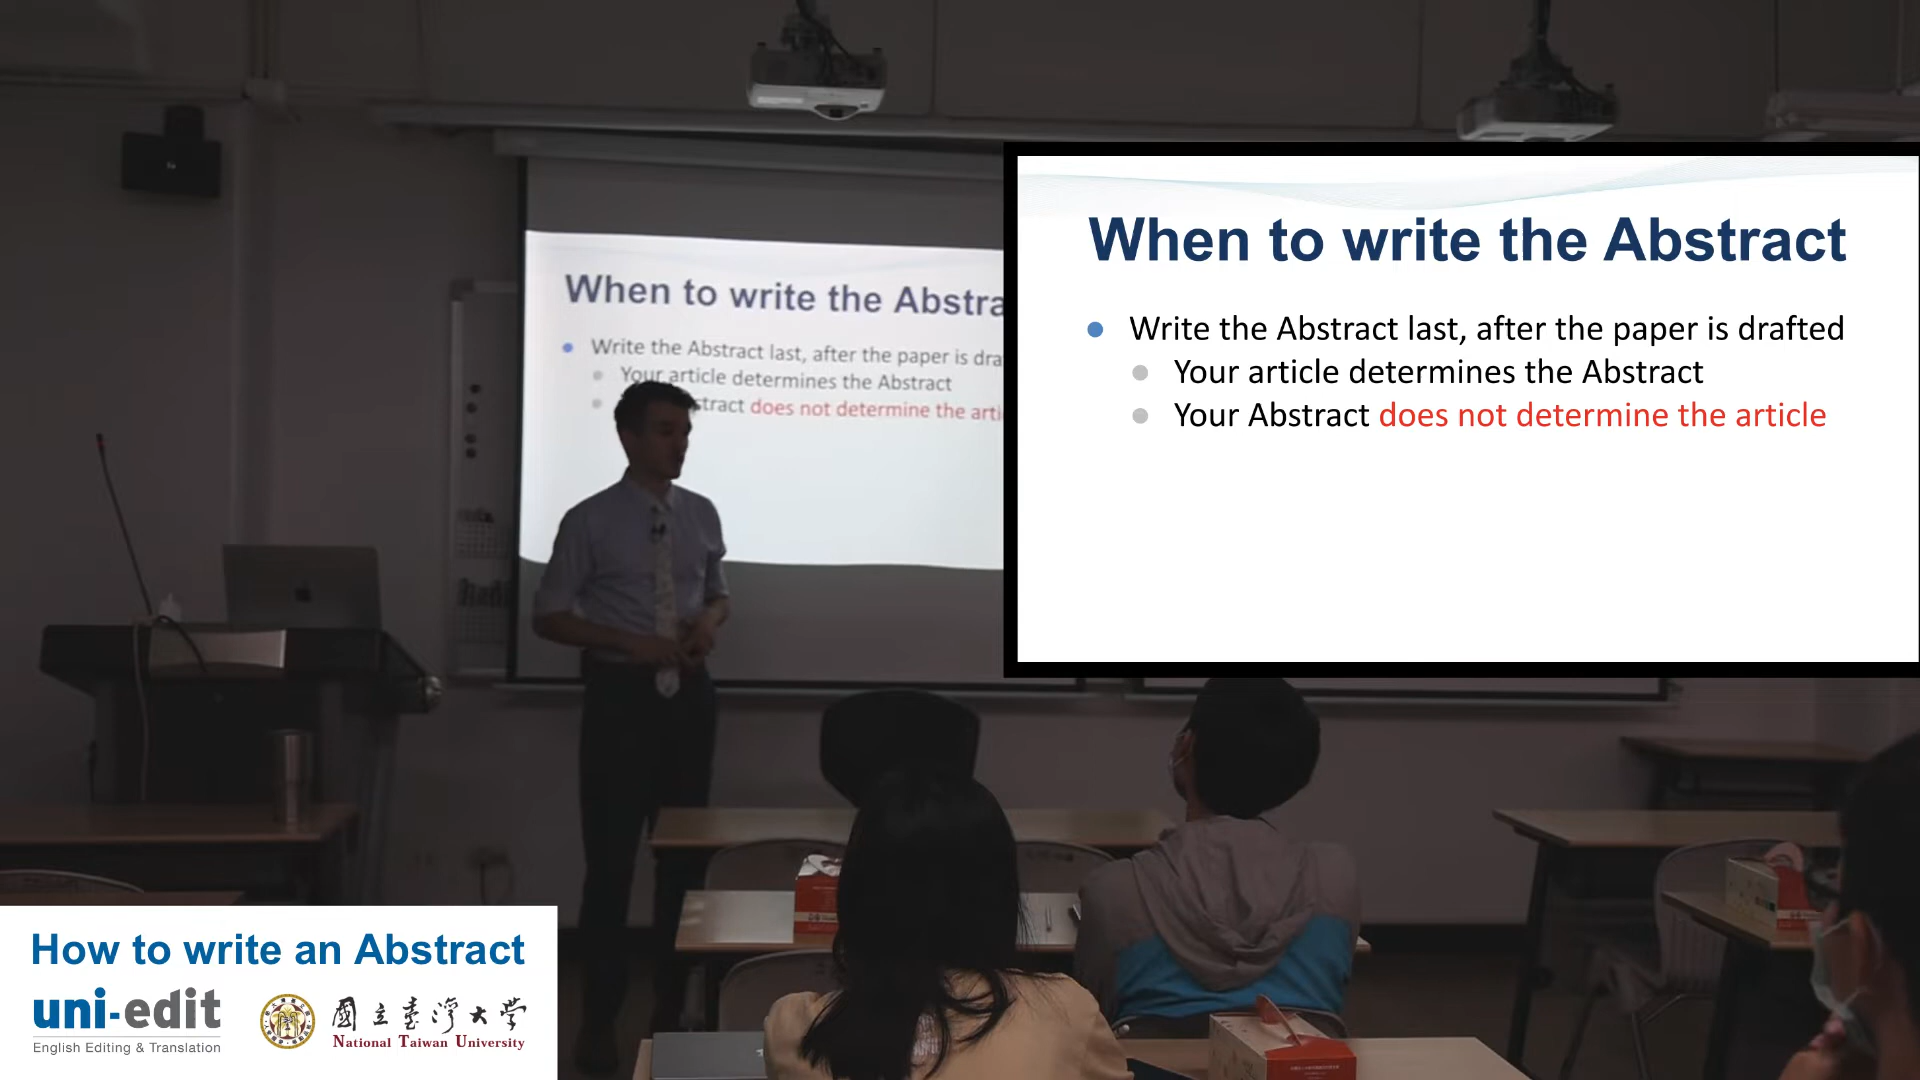 When to write the Abstra
Write the Abstract last, after the paper is dra
Your article determines the Abstract
stract does not determine the arti
When to write the Abstract
Write the Abstract last, after the paper is drafted
Your article determines the Abstract
Your Abstract does not determine the article
How to write an Abstract
uni-edit
English Editing & Translation
國立臺灣大學
National Taiwan University